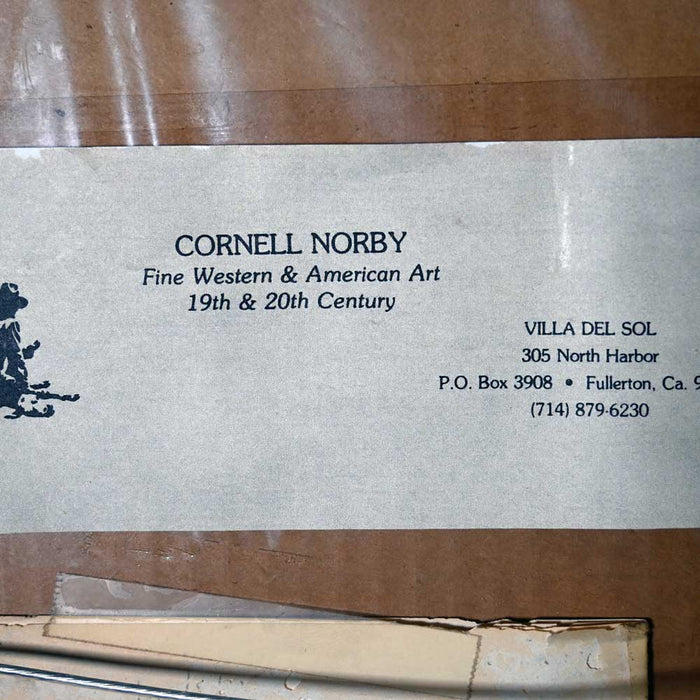 CORNELL NORBY
Fine Western & American Art
19th & 20th Century
VILLA DEL SOL
305 North Harbor
P.O. Box 3908 • Fullerton, Ca. 9
(714) 879-6230